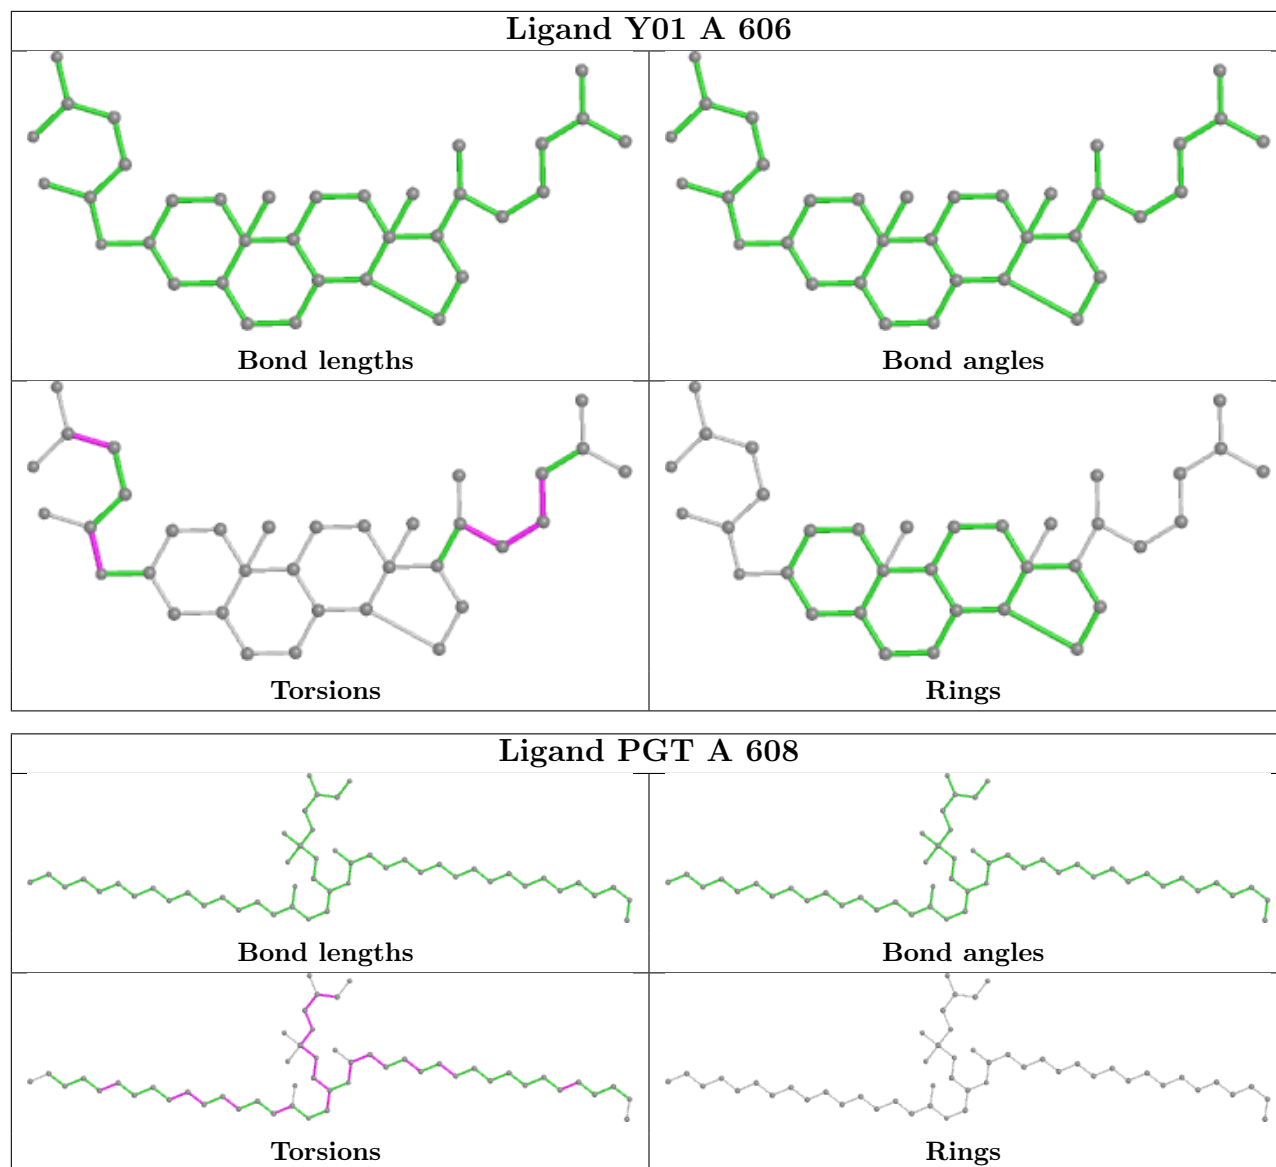 Ligand Y01 A 606
Bond lengths
Bond angles
Torsions
Rings
Ligand PGT A 608
Bond lengths
Bond angles
Torsions
Rings